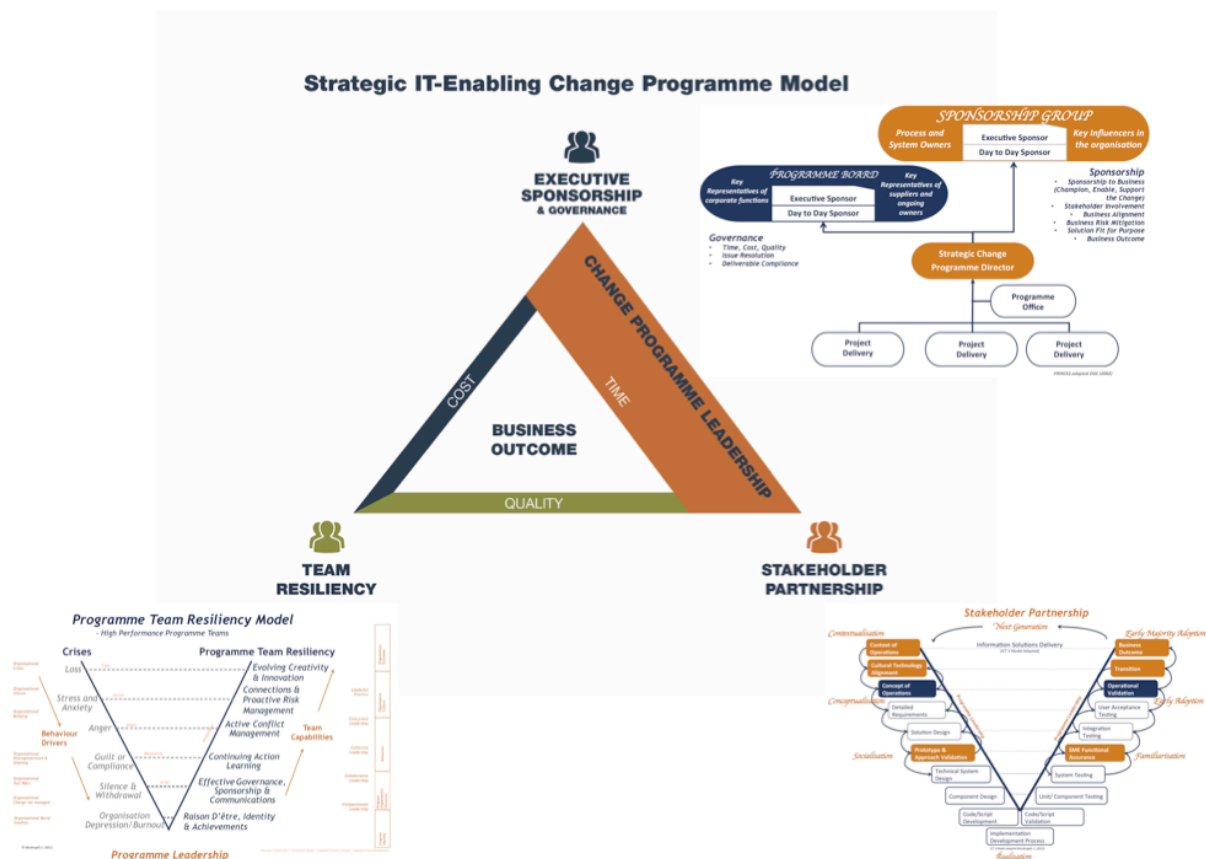 Strategic IT-Enabling Change Programme Model
EXECUTIVE
SPONSORSHIP
& GOVERNANCE
CHANGE PROGRAMME LEADERSHIP
COST
TIME
BUSINESS
OUTCOME
QUALITY
TEAM
RESILIENCY
STAKEHOLDER
PARTNERSHIP
SPONSORSHIP GROUP
Process and
System Owners
Executive Sponsor
Day to Day Sponsor
Key Influencers in
the organisation
PROGRAMME BOARD
Key
Representatives of
corporate functions
Executive Sponsor
Day to Day Sponsor
Key
Representatives of
suppliers and
ongoing
owners
Sponsorship
• Sponsorship to Business
(Champion, Enable, Support
the Change)
• Stakeholder Involvement
• Business Alignment
• Business Risk Mitigation
• Solution Fit for Purpose
• Business Outcome
Governance
• Time, Cost, Quality
• Issue Resolution
• Deliverable Compliance
Strategic Change
Programme Director
Programme
Office
Project
Delivery
Project
Delivery
Project
Delivery
Programme Team Resiliency Model
- High Performance Programme Teams
Crises
Programme Team Resiliency
Loss
Evolving Creativity
& Innovation
Stress and
Anxiety
Connections &
Proactive Risk
Management
Anger
Active Conflict
Management
Behaviour
Drivers
Team
Capabilities
Guilt or
Compliance
Continuing Action
Learning
Silence &
Withdrawal
Effective Governance,
Sponsorship &
Communications
Organisation
Depression/Burnout
Raison D'être, Identity
& Achievements
Programme Leadership
Stakeholder Partnership
Next Generation
Contextualisation
Early Majority Adoption
Information Solutions Delivery
Context of
Operations
Business
Outcome
Cultural Technology
Alignment
Transition
Concept of
Operations
Operational
Validation
Conceptualisation
Early Adoption
Detailed
Requirements
User Acceptance
Testing
Solution Design
Integration
Testing
Socialisation
Prototype &
Approach Validation
SME Functional
Assurance
Familiarisation
Technical System
Design
System Testing
Component Design
Unit/ Component Testing
Code/Script
Development
Code/Script
Validation
Implementation
Development Process
Realisation